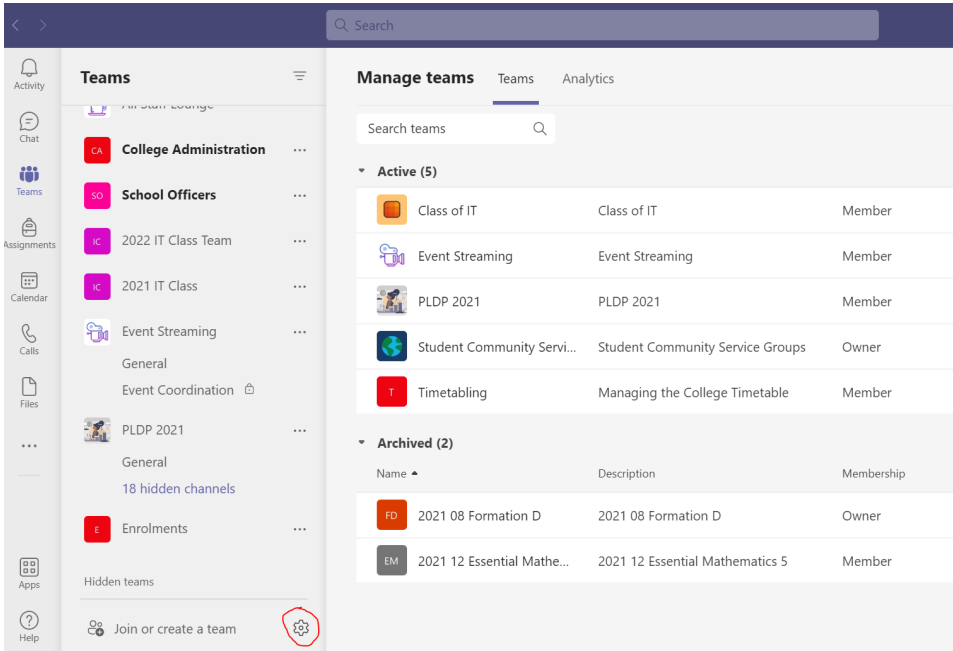 Search
Activity
Chat
Teams
Assignments
Calendar
Calls
Files
Apps
Help
Teams
All Staff Lounge
CA College Administration
SO School Officers
IC 2022 IT Class Team
IC 2021 IT Class
Event Streaming
General
Event Coordination
PLDP 2021
General
18 hidden channels
E Enrolments
Hidden teams
Join or create a team
Manage teams Teams Analytics
Search teams
Active (5)
Class of IT Class of IT Member
Event Streaming Event Streaming Member
PLDP 2021 PLDP 2021 Member
Student Community Servi... Student Community Service Groups Owner
T Timetabling Managing the College Timetable Member
Archived (2)
Name Description Membership
FD 2021 08 Formation D 2021 08 Formation D Owner
EM 2021 12 Essential Mathe... 2021 12 Essential Mathematics 5 Member